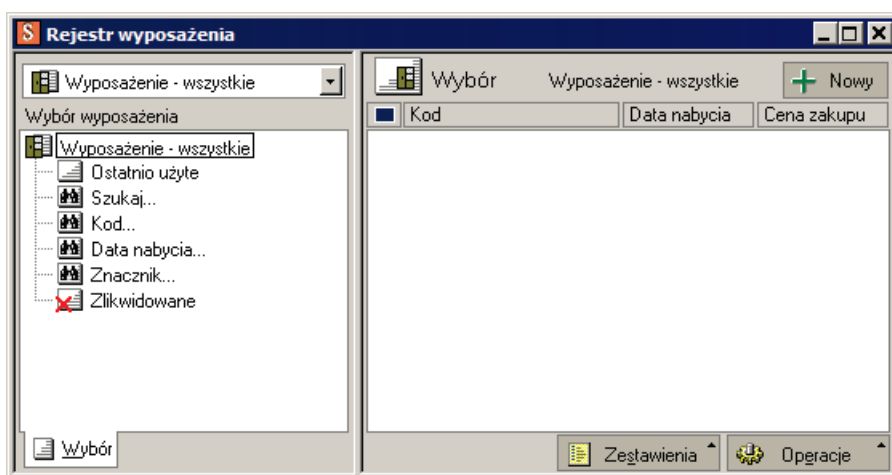 S Rejestr wyposażenia
Wyposażenie - wszystkie
Wybór wyposażenia
Wyposażenie - wszystkie
Ostatnio użyte
Szukaj...
Kod...
Data nabycia...
Znacznik...
Zlikwidowane
Wybór
Wybór Wyposażenie - wszystkie Nowy
Kod Data nabycia Cena zakupu
Zestawienia Operacje